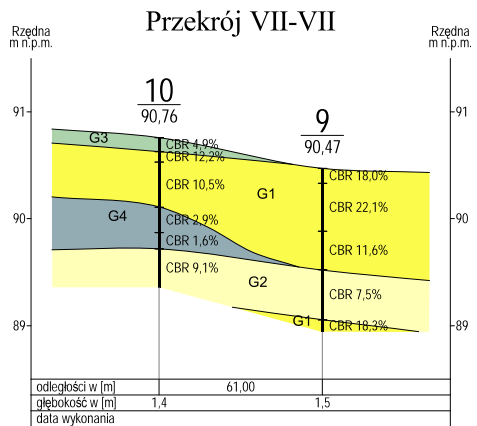 Przekrój VII-VII
Rzędna
m n.p.m.
Rzędna
m n.p.m.
91
91
10
90,76
9
90,47
G3
CBR 4,9%
CBR 12,2%
CBR 10,5%
G1
CBR 18,0%
CBR 22,1%
90
90
G4
CBR 2,9%
CBR 1,6%
CBR 11,6%
CBR 9,1%
G2
CBR 7,5%
89
89
G1
CBR 18,3%
odległości w [m]
61,00
głębokość w [m]
1,4
1,5
data wykonania